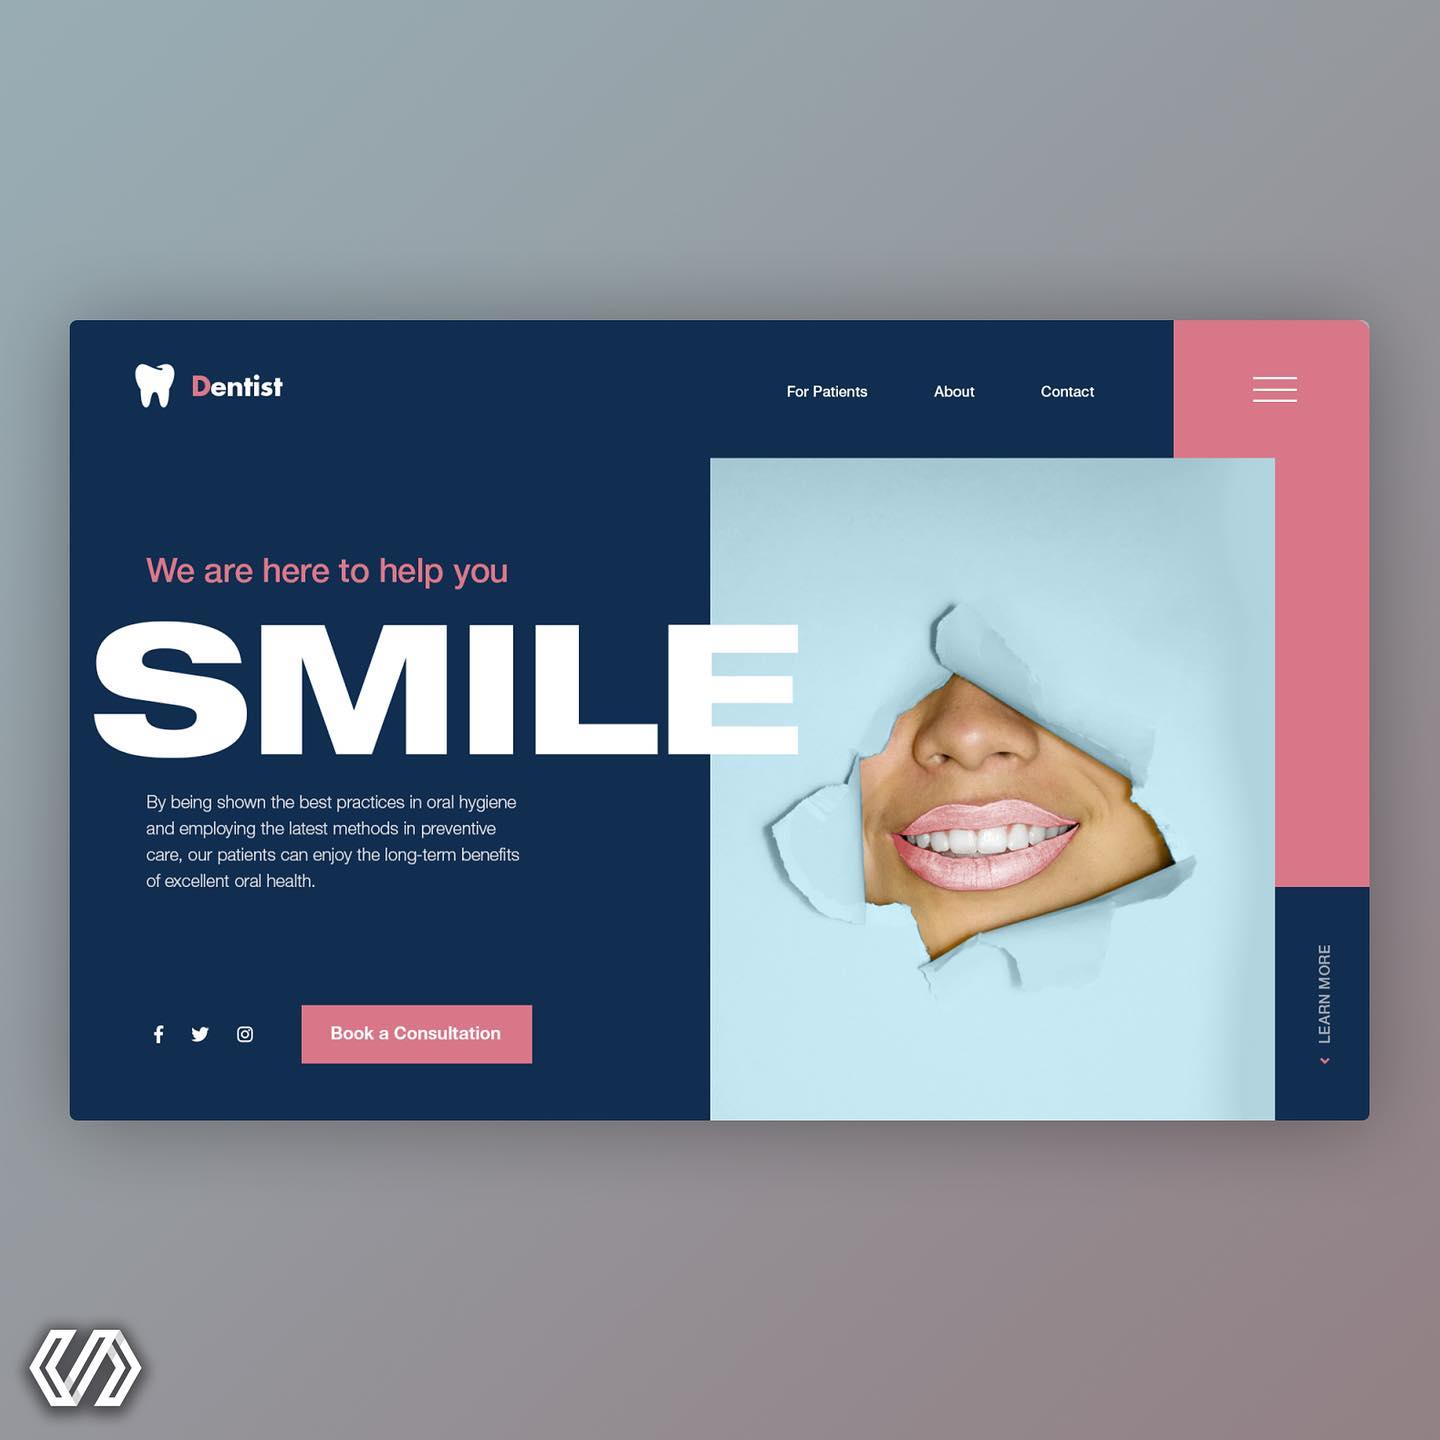 Dentist
For Patients
About
Contact
We are here to help you
SMILE
By being shown the best practices in oral hygiene
and employing the latest methods in preventive
care, our patients can enjoy the long-term benefits
of excellent oral health.
Book a Consultation
LEARN MORE